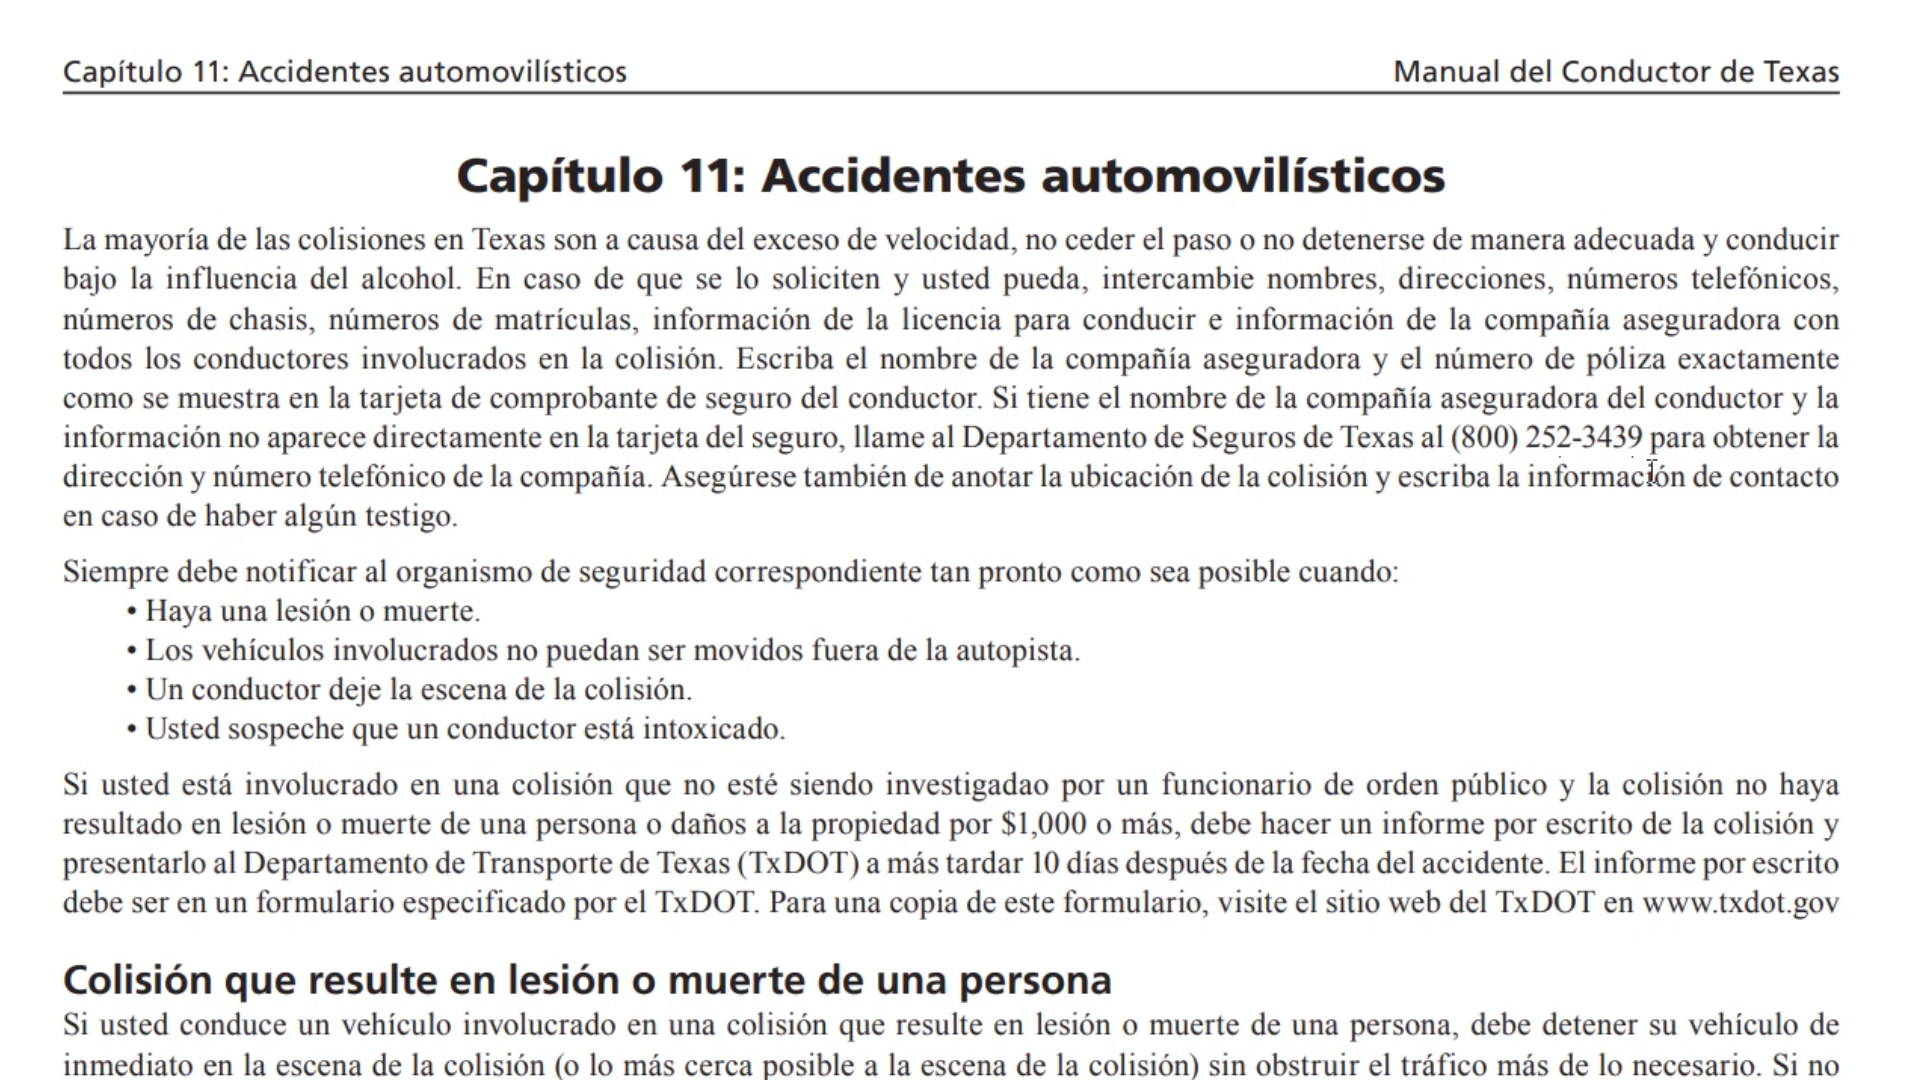 Capítulo 11: Accidentes automovilísticos
Manual del Conductor de Texas
Capítulo 11: Accidentes automovilísticos
La mayoría de las colisiones en Texas son a causa del exceso de velocidad, no ceder el paso o no detenerse de manera adecuada y conducir
bajo la influencia del alcohol. En caso de que se lo soliciten y usted pueda, intercambie nombres, direcciones, números telefónicos,
números de chasis, números de matrículas, información de la licencia para conducir e información de la compañía aseguradora con
todos los conductores involucrados en la colisión. Escriba el nombre de la compañía aseguradora y el número de póliza exactamente
como se muestra en la tarjeta de comprobante de seguro del conductor. Si tiene el nombre de la compañía aseguradora del conductor y la
información no aparece directamente en la tarjeta del seguro, llame al Departamento de Seguros de Texas al (800) 252-3439 para obtener la
dirección y número telefónico de la compañía. Asegúrese también de anotar la ubicación de la colisión y escriba la información de contacto
en caso de haber algún testigo.
Siempre debe notificar al organismo de seguridad correspondiente tan pronto como sea posible cuando:
• Haya una lesión o muerte.
• Los vehículos involucrados no puedan ser movidos fuera de la autopista.
• Un conductor deje la escena de la colisión.
• Usted sospeche que un conductor está intoxicado.
Si usted está involucrado en una colisión que no esté siendo investigadao por un funcionario de orden público y la colisión no haya
resultado en lesión o muerte de una persona o daños a la propiedad por $1,000 o más, debe hacer un informe por escrito de la colisión y
presentarlo al Departamento de Transporte de Texas (TxDOT) a más tardar 10 días después de la fecha del accidente. El informe por escrito
debe ser en un formulario especificado por el TxDOT. Para una copia de este formulario, visite el sitio web del TxDOT en www.txdot.gov
Colisión que resulte en lesión o muerte de una persona
Si usted conduce un vehículo involucrado en una colisión que resulte en lesión o muerte de una persona, debe detener su vehículo de
inmediato en la escena de la colisión (o lo más cerca posible a la escena de la colisión) sin obstruir el tráfico más de lo necesario. Si no